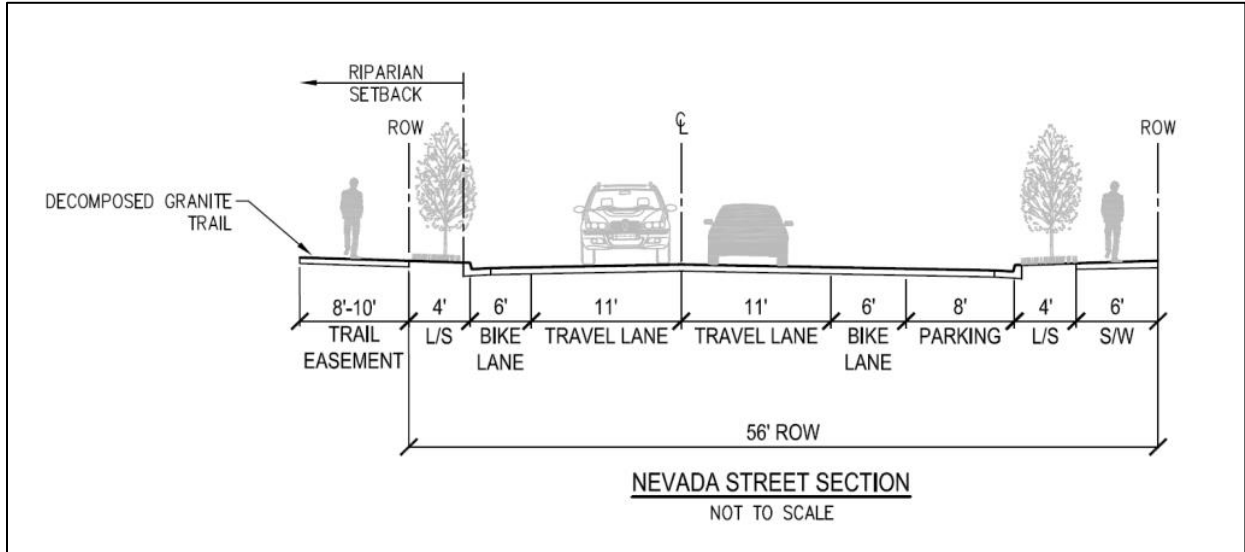 RIPARIAN
SETBACK
ROW
℄
ROW
DECOMPOSED GRANITE
TRAIL
8'-10'
TRAIL
EASEMENT
4'
L/S
6'
BIKE
LANE
11'
TRAVEL LANE
11'
TRAVEL LANE
6'
BIKE
LANE
8'
PARKING
4'
L/S
6'
S/W
56' ROW
NEVADA STREET SECTION
NOT TO SCALE